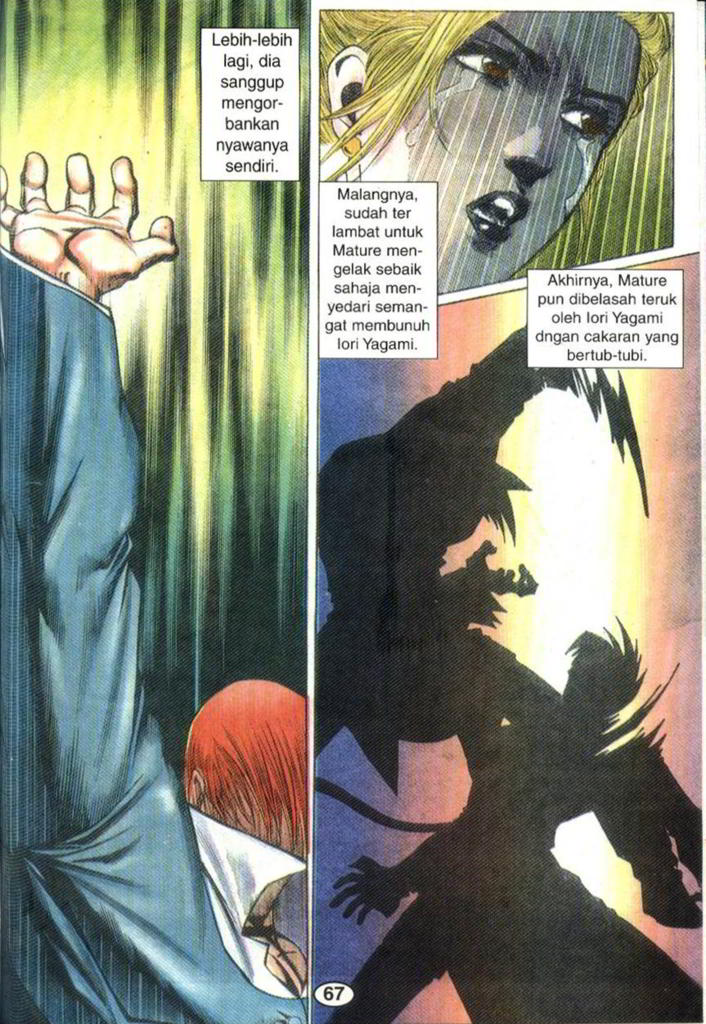 Lebih-lebih
lagi, dia
sanggup
mengor-
bankan
nyawanya
sendiri.
Malangnya,
sudah ter
lambat untuk
Mature men-
gelak sebaik
sahaja men-
yedari seman-
gat membunuh
Iori Yagami.
Akhirnya, Mature
pun dibelasah teruk
oleh Iori Yagami
dngan cakaran yang
bertub-tubi.
67